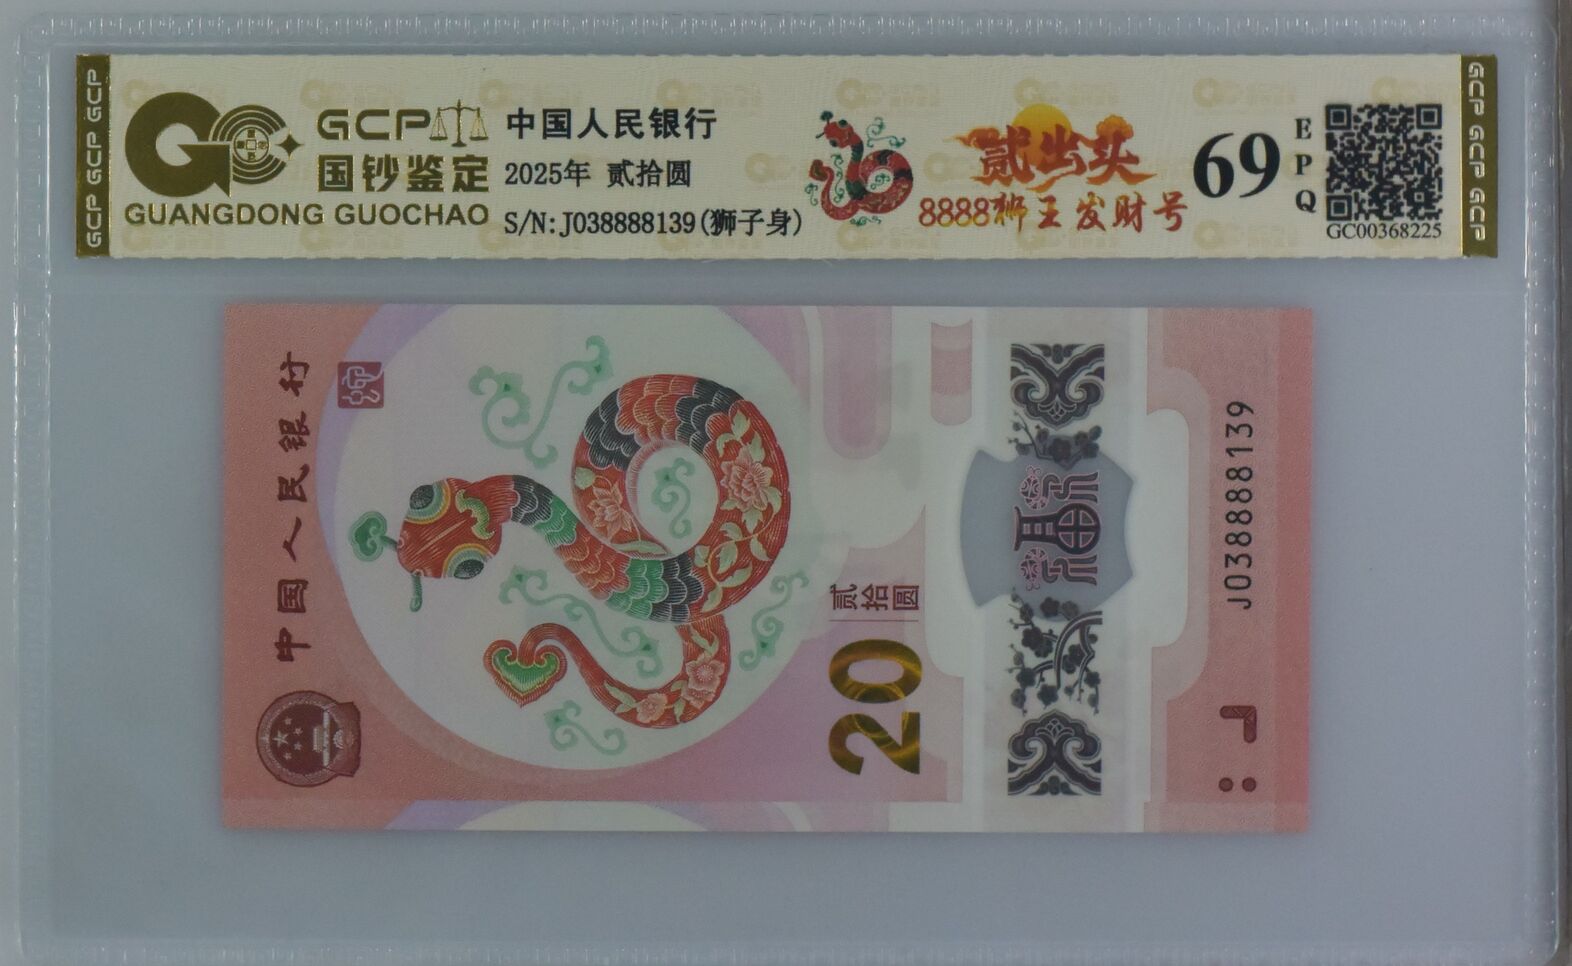 GCP GCP GCP
GCP
国钞鉴定
GUANGDONG GUOCHAO
中国人民银行
2025年 贰拾圆
S/N:J038888139(狮子身)
贰出头
8888狮王发财号
69
EPQ
GC00368225
GCP GCP GCP
中国人民银行
贰拾圆
20
福
J038888139